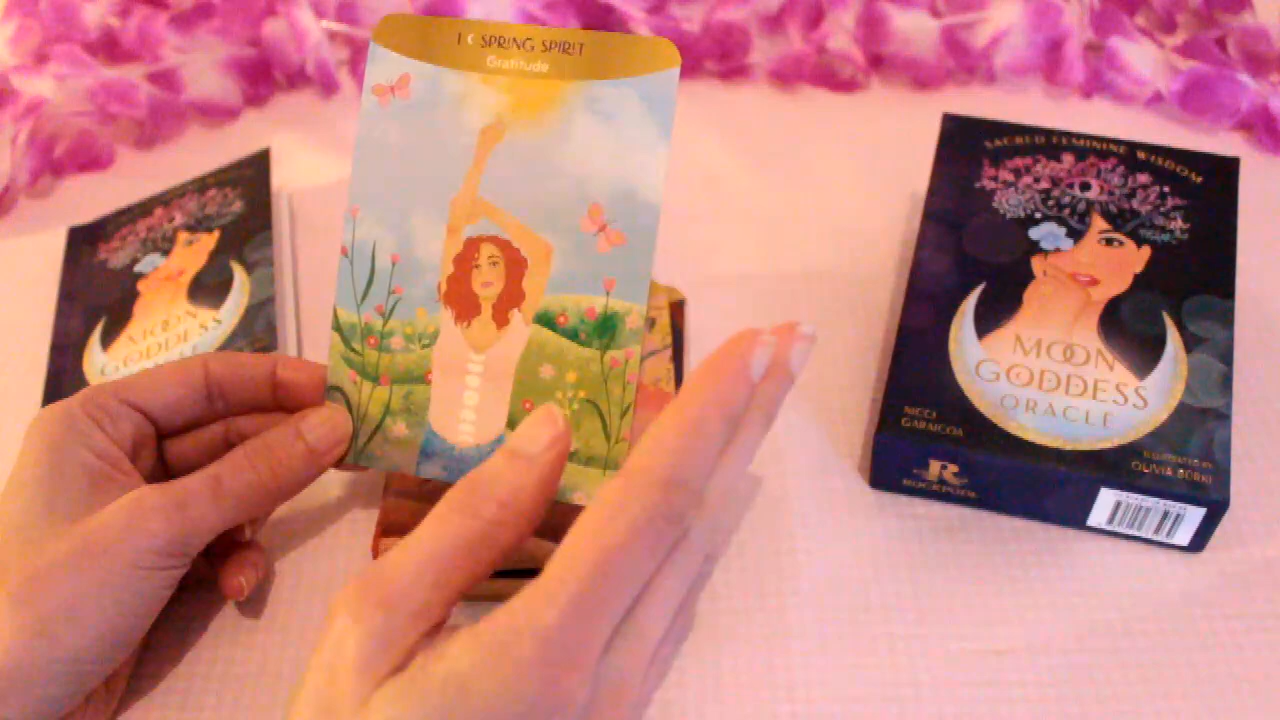 I ☾ SPRING SPIRIT
Gratitude
MOON
GODDESS
SACRED FEMININE WISDOM
MOON
GODDESS
ORACLE
NICCI
GARAICOA
ILLUSTRATED BY
OLIVIA BÜRKI
R
ROCKPOOL